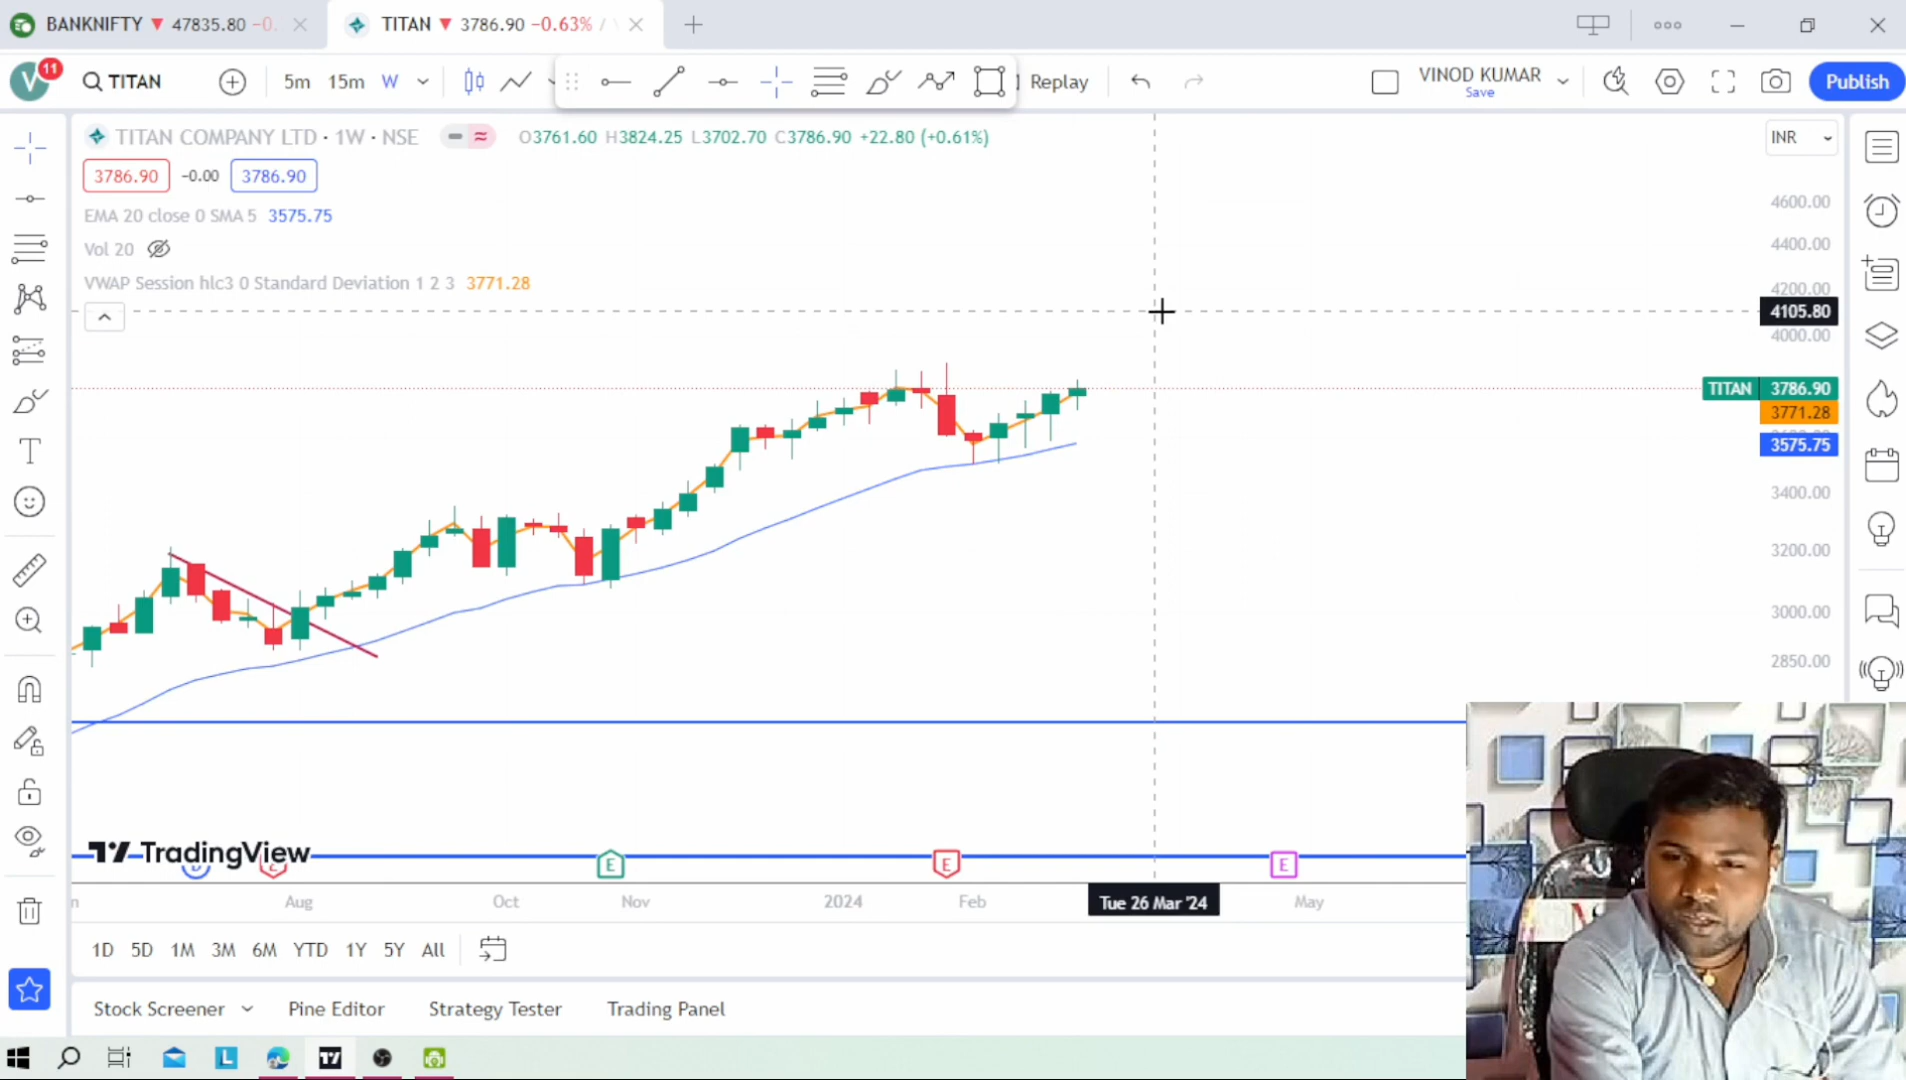 BANKNIFTY ▼ 47835.80 -0.
TITAN ▼ 3786.90 -0.63% /
V 11 TITAN 5m 15m W Replay VINOD KUMAR Save Publish
TITAN COMPANY LTD · 1W · NSE O3761.60 H3824.25 L3702.70 C3786.90 +22.80 (+0.61%) INR
3786.90 -0.00 3786.90
EMA 20 close 0 SMA 5 3575.75
Vol 20
VWAP Session hlc3 0 Standard Deviation 1 2 3 3771.28
4600.00
4400.00
4200.00
4105.80
4000.00
TITAN 3786.90
3771.28
3575.75
3400.00
3200.00
3000.00
2850.00
TradingView
E E E
Aug Oct Nov 2024 Feb Tue 26 Mar '24 May
1D 5D 1M 3M 6M YTD 1Y 5Y All
Stock Screener Pine Editor Strategy Tester Trading Panel